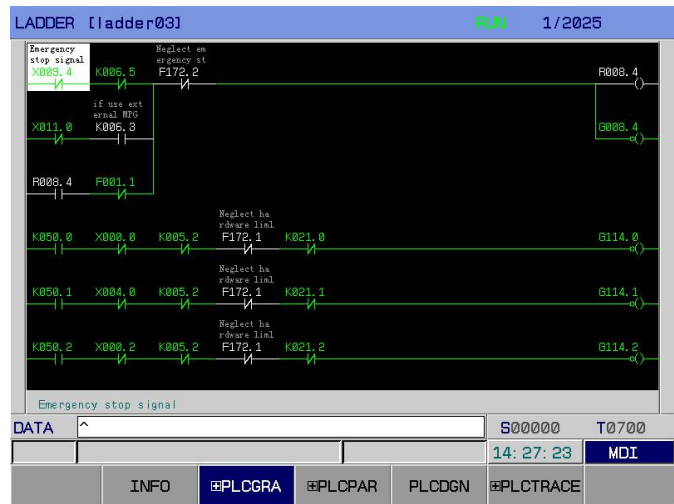 LADDER [ladder03] RUN 1/2025
Emergency
stop signal
X009.4 K006.5
Neglect em
ergency st
F172.2 R008.4
if use ext
ernal MPG
X011.0 K006.3 G008.4
R008.4 F001.1
Neglect ha
rdware liml
K050.0 X000.0 K005.2 F172.1 K021.0 G114.0
Neglect ha
rdware liml
K050.1 X004.0 K005.2 F172.1 K021.1 G114.1
Neglect ha
rdware liml
K050.2 X000.2 K005.2 F172.1 K021.2 G114.2
Emergency stop signal
DATA ^ S00000 T0700
14:27:23 MDI
INFO ⊞PLCGRA ⊞PLCPAR PLCDGN ⊞PLCTRACE